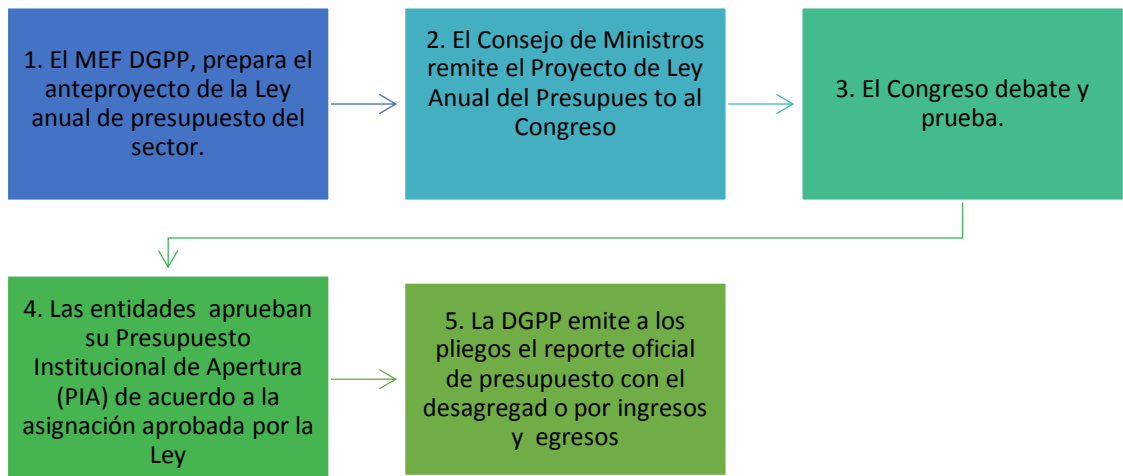 1. El MEF DGPP, prepara el
anteproyecto de la Ley
anual de presupuesto del
sector.
2. El Consejo de Ministros
remite el Proyecto de Ley
Anual del Presupues to al
Congreso
3. El Congreso debate y
prueba.
4. Las entidades  aprueban
su Presupuesto
Institucional de Apertura
(PIA) de acuerdo a la
asignación aprobada por la
Ley
5. La DGPP emite a los
pliegos el reporte oficial
de presupuesto con el
desagregad o por ingresos
y  egresos